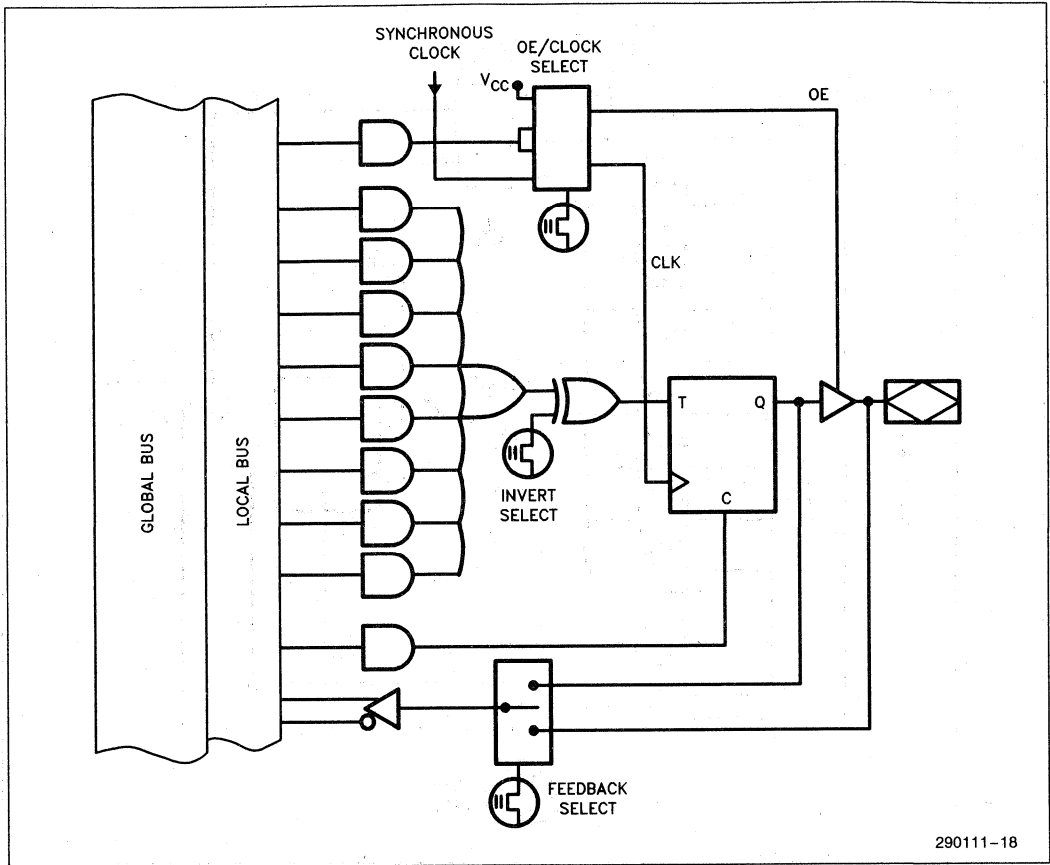 SYNCHRONOUS
CLOCK
OE/CLOCK
SELECT
VCC
OE
CLK
GLOBAL BUS
LOCAL BUS
T
Q
C
INVERT
SELECT
FEEDBACK
SELECT
290111-18